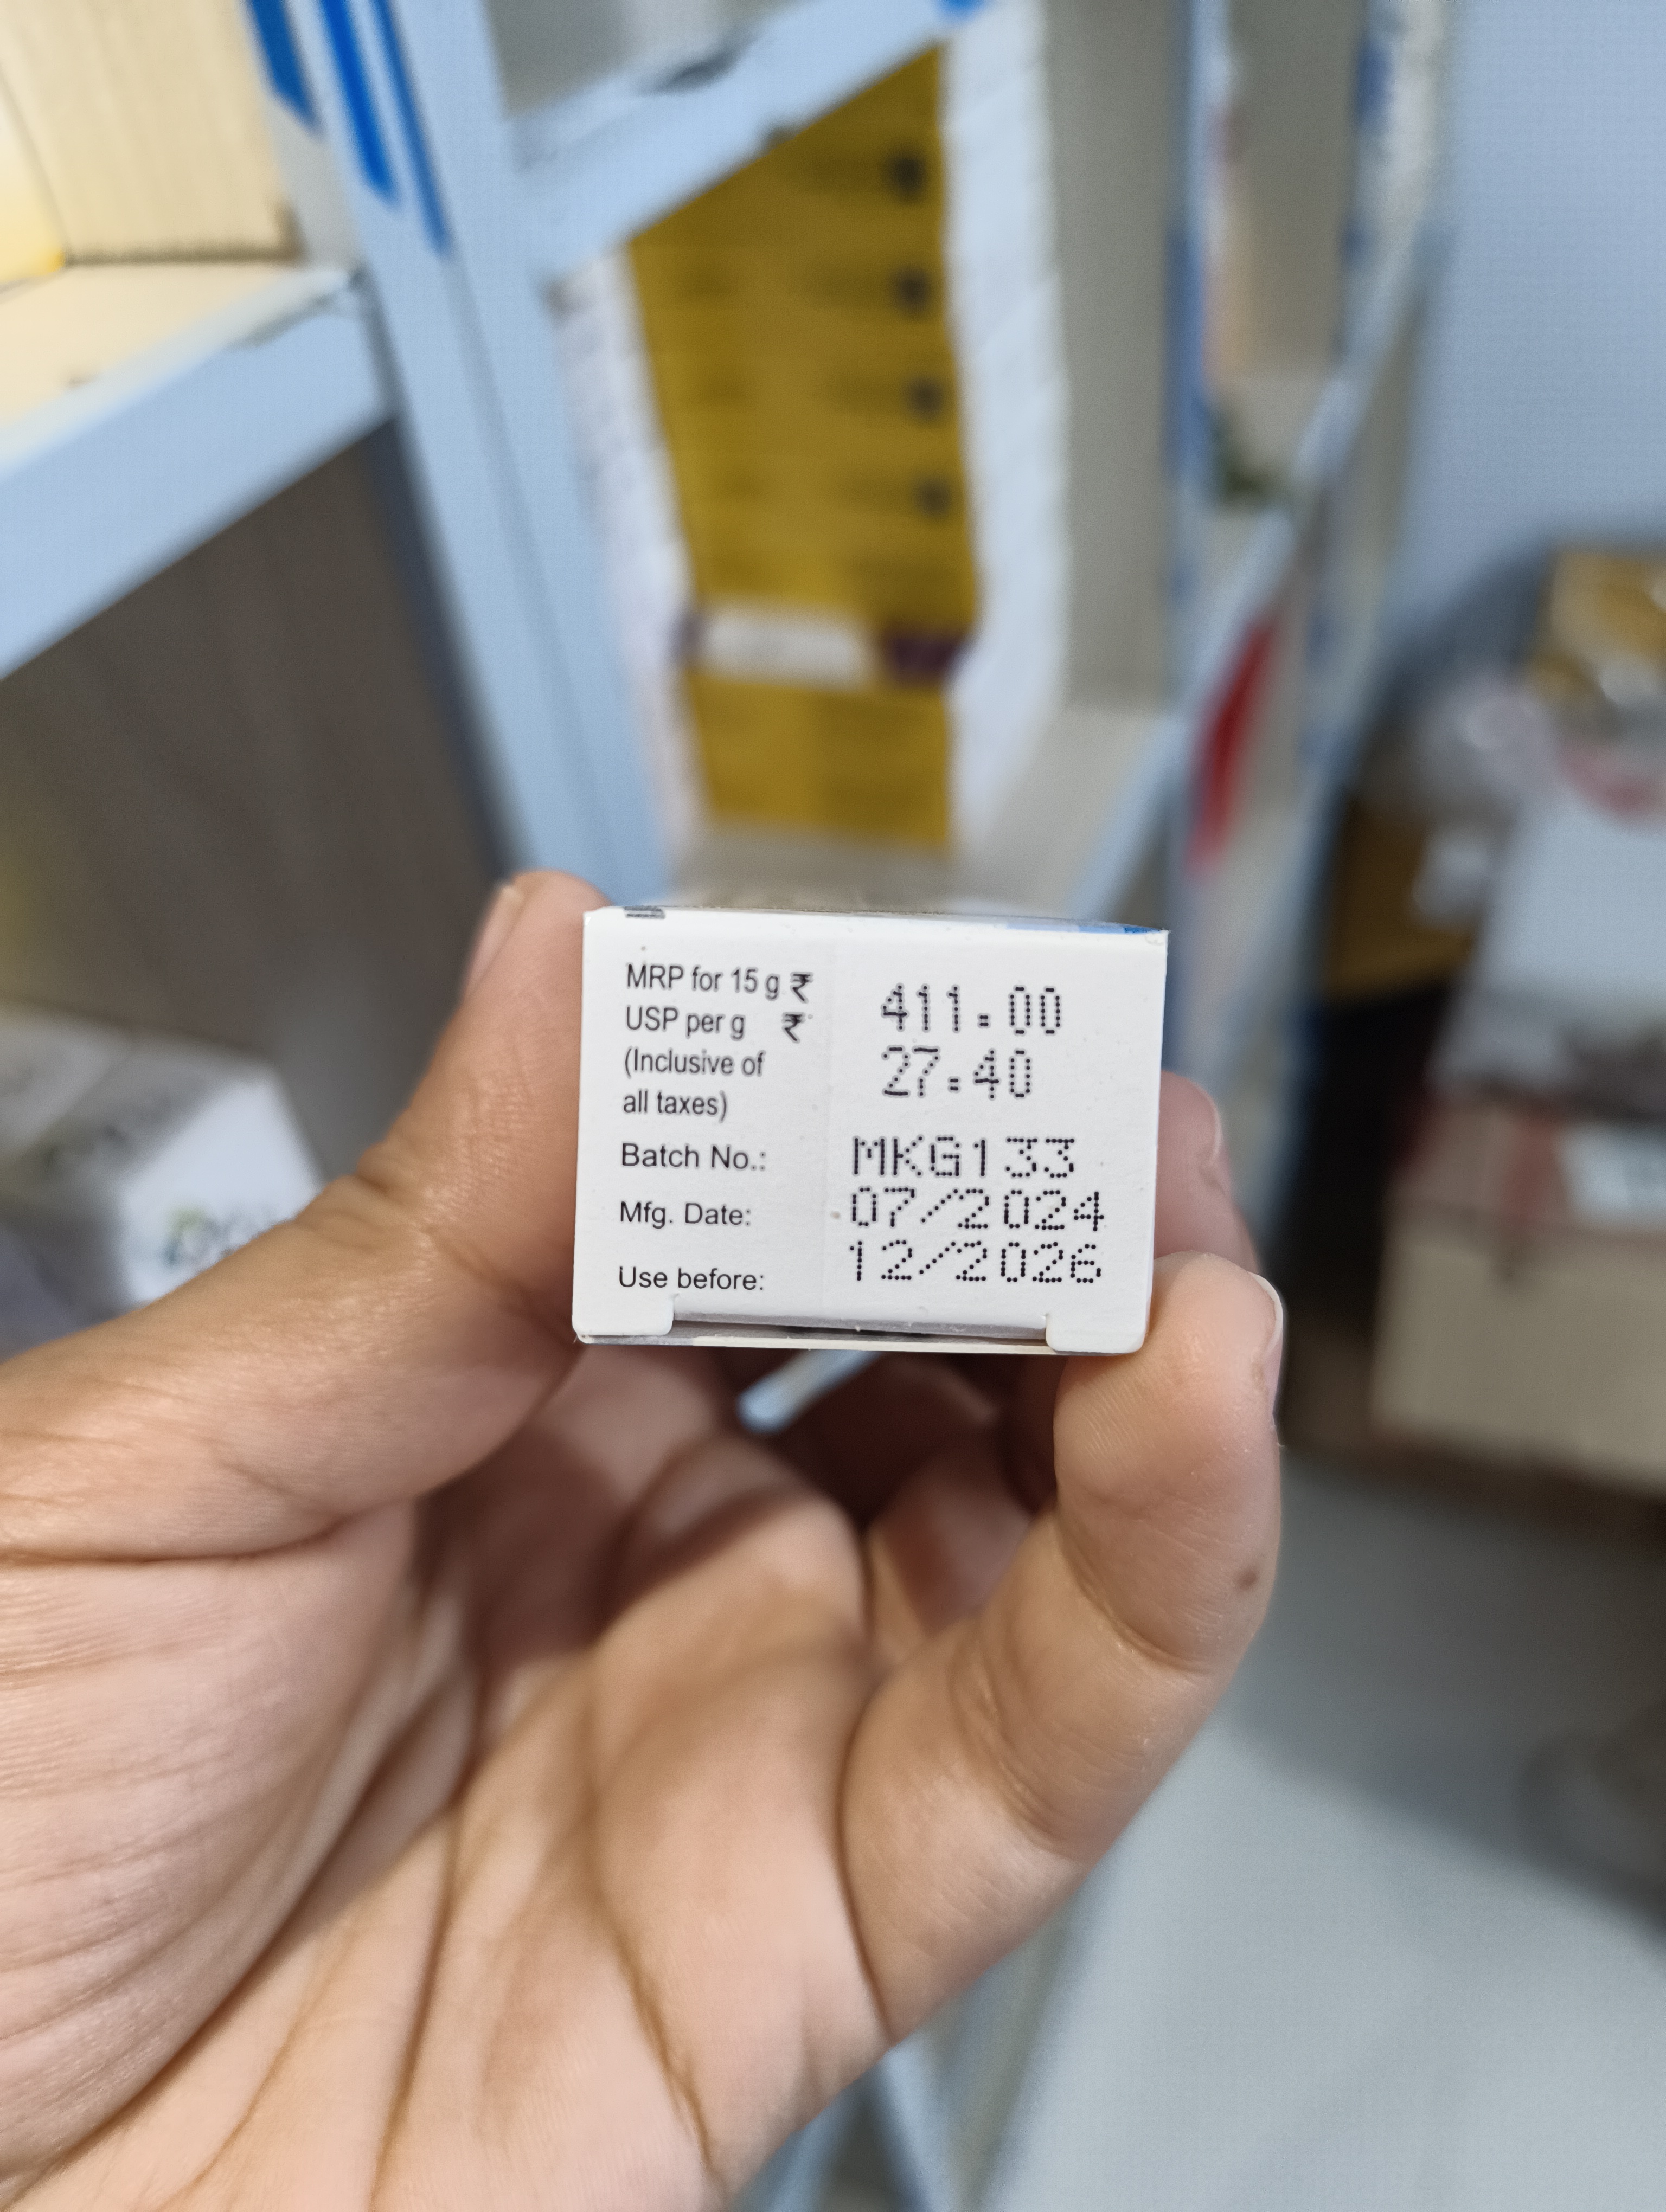 MRP for 15 g ₹ 411.00
USP per g ₹ 27.40
(Inclusive of
all taxes)
Batch No.: MKG133
Mfg. Date: 07/2024
Use before: 12/2026